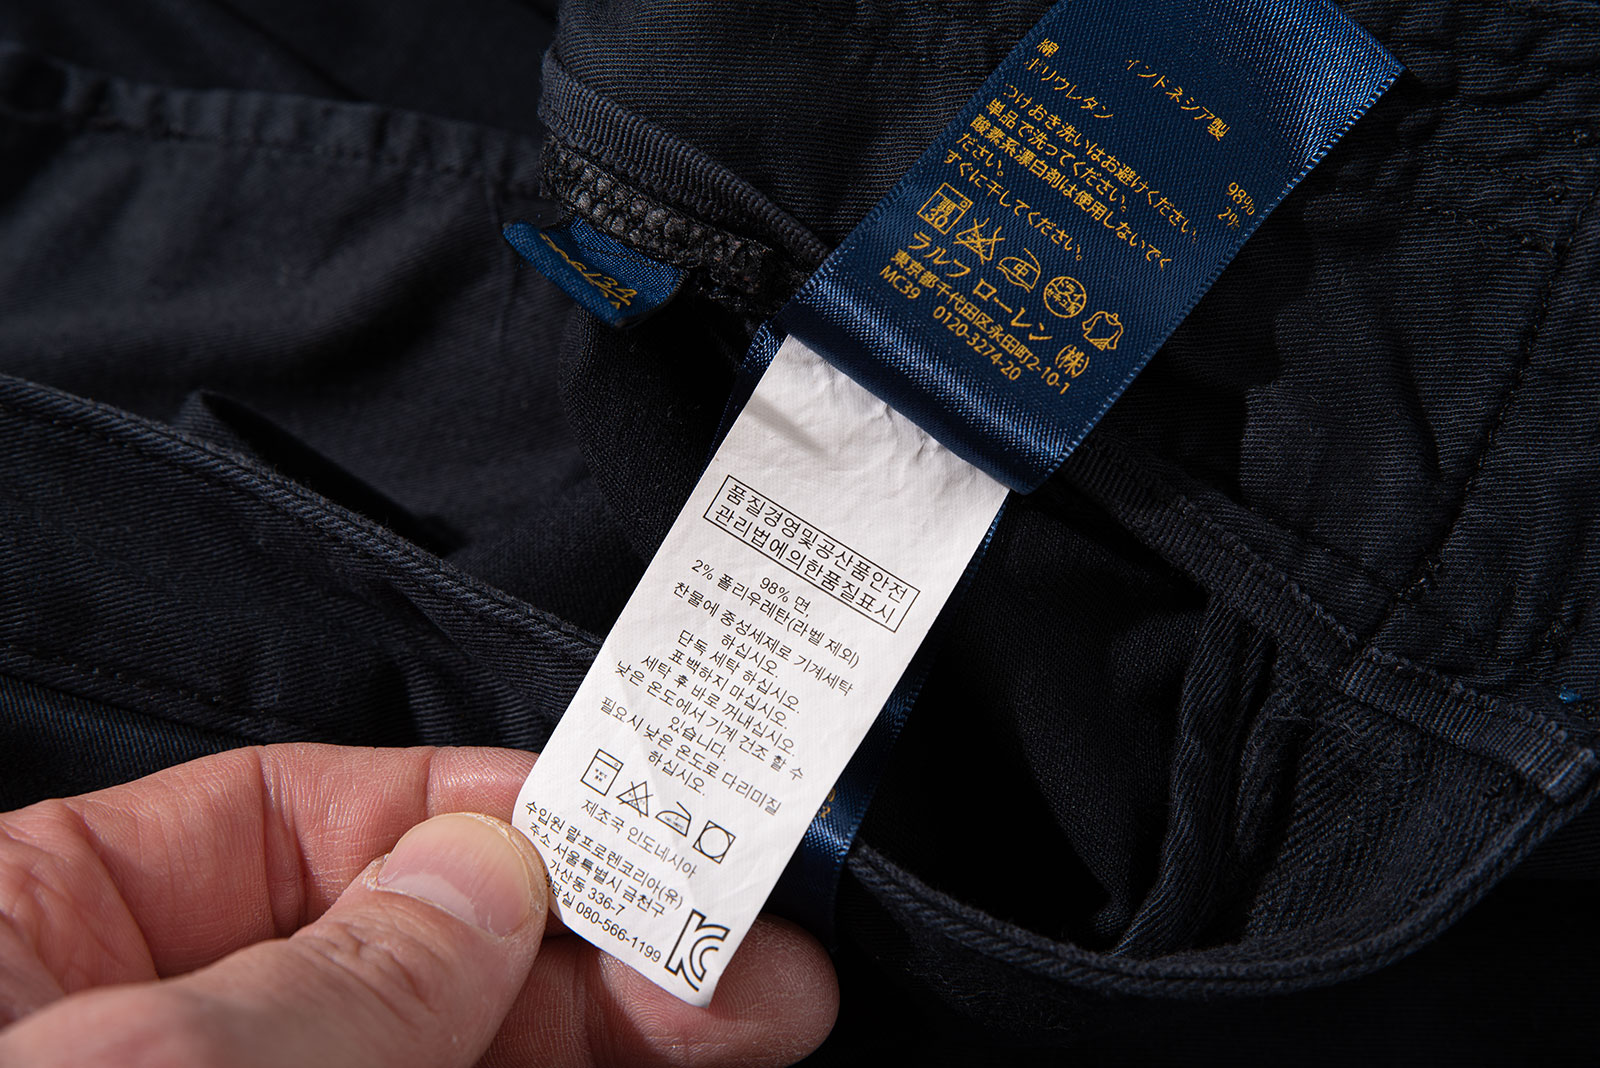 インドネシア製
綿 98%
ポリウレタン 2%
つけおき洗いはお避けください。
単品で洗ってください。
酸素系漂白剤は使用しないでく
ださい。
すぐに干してください。
ラルフ ローレン (株)
東京都千代田区永田町2-10-1
MC39 0120-3274-20
품질경영및공산품안전
관리법에의한품질표시
98% 면,
2% 폴리우레탄(라벨 제외)
찬물에 중성세제로 기계세탁
하십시오.
단독 세탁 하십시오.
표백하지 마십시오.
세탁 후 바로 꺼내십시오.
낮은 온도에서 기계 건조 할 수
있습니다.
필요시 낮은 온도로 다리미질
하십시오.
제조국 인도네시아
수입원 랄프로렌코리아(유)
주소 서울특별시 금천구
가산동 336-7
080-566-1199